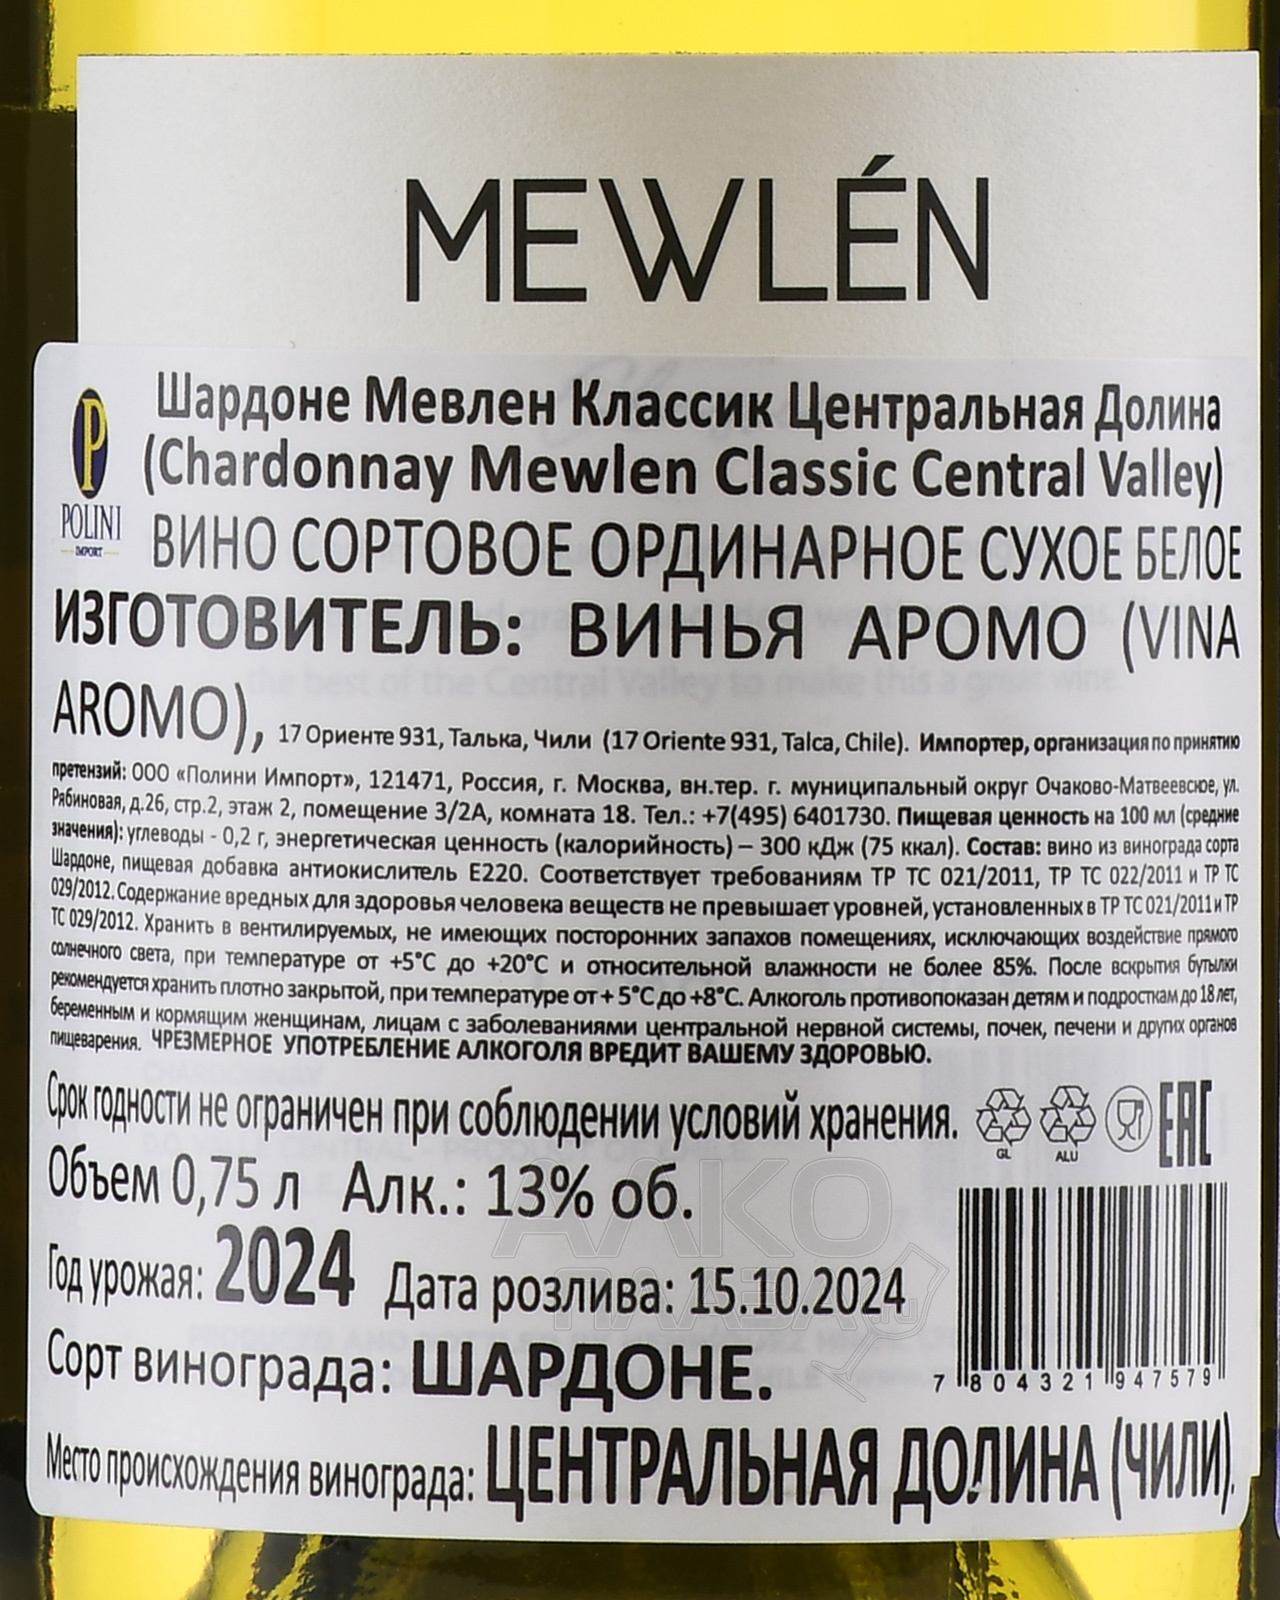 MEWLÉN
Шардоне Мевлен Классик Центральная Долина
(Chardonnay Mewlen Classic Central Valley)
POLINI
IMPORT
ВИНО СОРТОВОЕ ОРДИНАРНОЕ СУХОЕ БЕЛОЕ
ИЗГОТОВИТЕЛЬ: ВИНЬЯ АРОМО (VINA
AROMO), 17 Ориенте 931, Талька, Чили (17 Oriente 931, Talca, Chile). Импортер, организация по принятию
претензий: ООО «Полини Импорт», 121471, Россия, г. Москва, вн.тер. г. муниципальный округ Очаково-Матвеевское, ул.
Рябиновая, д.26, стр.2, этаж 2, помещение 3/2А, комната 18. Тел.: +7(495) 6401730. Пищевая ценность на 100 мл (средние
значения): углеводы - 0,2 г, энергетическая ценность (калорийность) – 300 кДж (75 ккал). Состав: вино из винограда сорта
Шардоне, пищевая добавка антиокислитель Е220. Соответствует требованиям ТР ТС 021/2011, ТР ТС 022/2011 и ТР ТС
029/2012. Содержание вредных для здоровья человека веществ не превышает уровней, установленных в ТР ТС 021/2011 и ТР
ТС 029/2012. Хранить в вентилируемых, не имеющих посторонних запахов помещениях, исключающих воздействие прямого
солнечного света, при температуре от +5°С до +20°С и относительной влажности не более 85%. После вскрытия бутылки
рекомендуется хранить плотно закрытой, при температуре от + 5°С до +8°С. Алкоголь противопоказан детям и подросткам до 18 лет,
беременным и кормящим женщинам, лицам с заболеваниями центральной нервной системы, почек, печени и других органов
пищеварения. ЧРЕЗМЕРНОЕ УПОТРЕБЛЕНИЕ АЛКОГОЛЯ ВРЕДИТ ВАШЕМУ ЗДОРОВЬЮ.
Срок годности не ограничен при соблюдении условий хранения.
GL ALU EAC
Объем 0,75 л Алк.: 13% об.
Год урожая: 2024 Дата розлива: 15.10.2024
Сорт винограда: ШАРДОНЕ.
7 804321 947579
Место происхождения винограда: ЦЕНТРАЛЬНАЯ ДОЛИНА (ЧИЛИ).